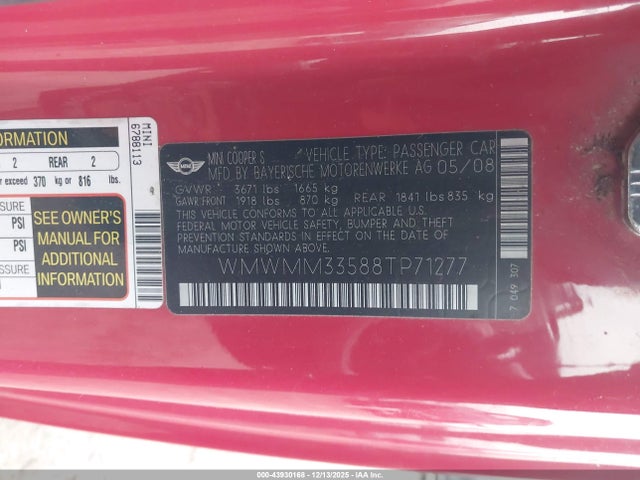 ORMATION
2 REAR 2
er exceed 370 kg or 816 lbs.
PSI
PSI
SEE OWNER'S
MANUAL FOR
ADDITIONAL
INFORMATION
MINI
6788113
MINI
MINI COOPER S VEHICLE TYPE: PASSENGER CAR
MFD BY BAYERISCHE MOTORENWERKE AG 05/08
GVWR 3671 lbs 1665 kg
GAWR FRONT 1918 lbs 870 kg REAR 1841 lbs 835 kg
THIS VEHICLE CONFORMS TO ALL APPLICABLE U.S.
FEDERAL MOTOR VEHICLE SAFETY, BUMPER, AND THEFT
PREVENTION STANDARDS IN EFFECT ON THE DATE OF
MANUFACTURE SHOWN ABOVE.
WMWMM33588TP71277
7 049 307
000-43930168 - 12/13/2025 - IAA Inc.